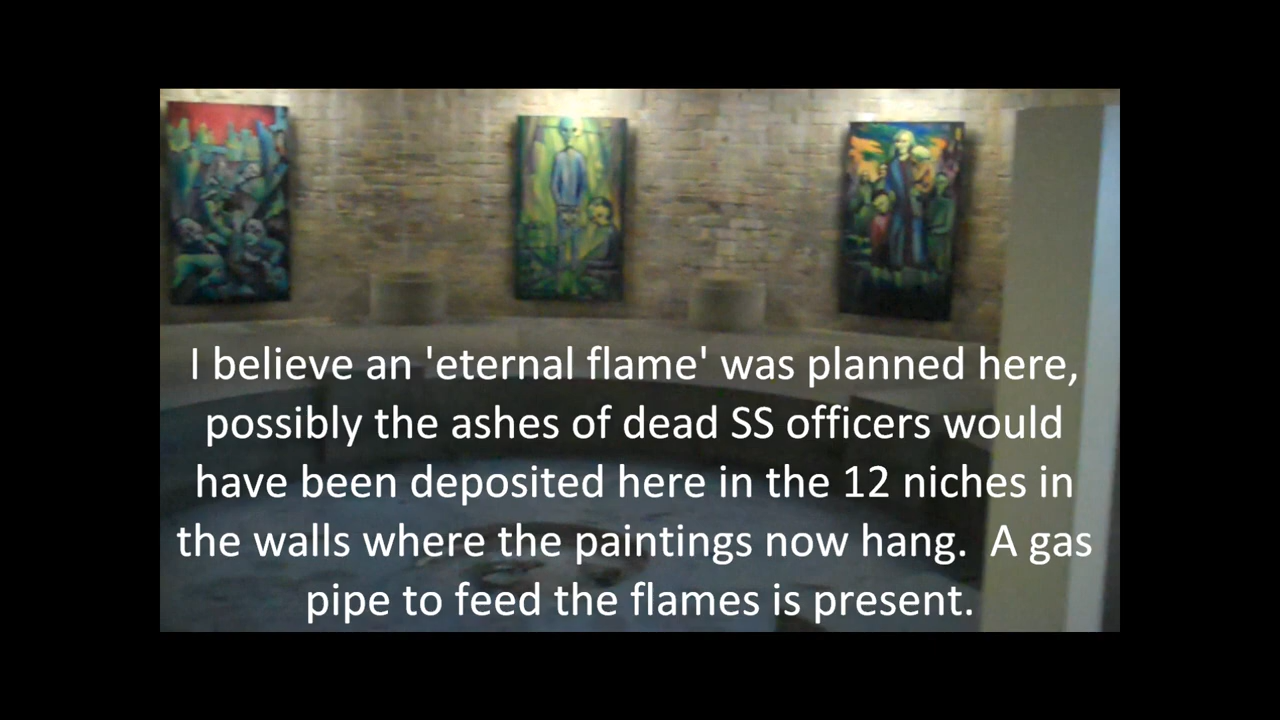 I believe an 'eternal flame' was planned here,
possibly the ashes of dead SS officers would
have been deposited here in the 12 niches in
the walls where the paintings now hang.  A gas
pipe to feed the flames is present.